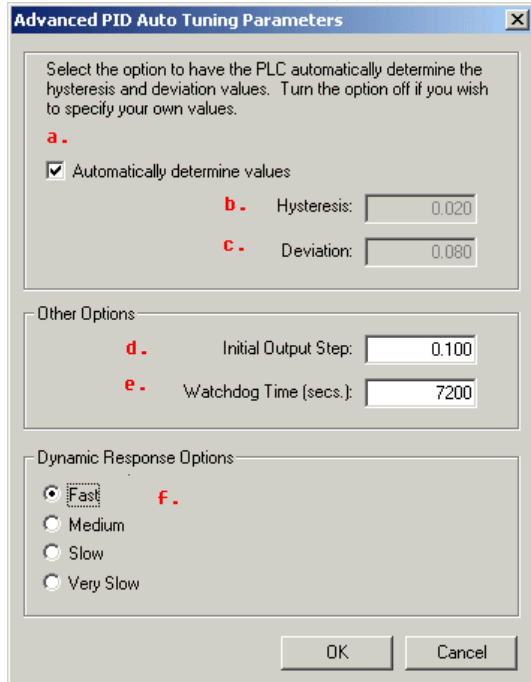 Advanced PID Auto Tuning Parameters
Select the option to have the PLC automatically determine the
hysteresis and deviation values. Turn the option off if you wish
to specify your own values.
a.
Automatically determine values
b. Hysteresis: 0.020
c. Deviation: 0.080
Other Options
d. Initial Output Step: 0.100
e. Watchdog Time (secs.): 7200
Dynamic Response Options
Fast f.
Medium
Slow
Very Slow
OK Cancel